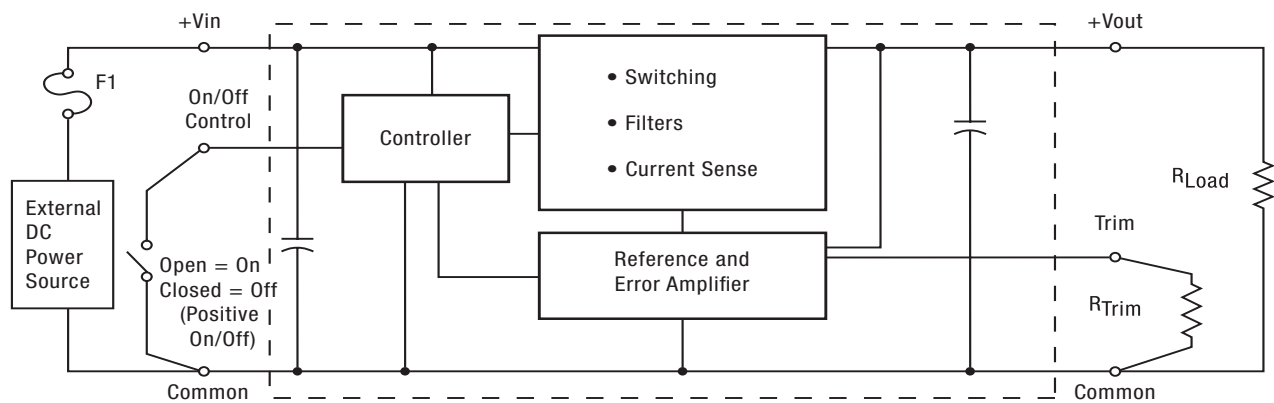 +Vin
+Vout
F1
On/Off
Control
• Switching
• Filters
• Current Sense
Controller
RLoad
External
DC
Power
Source
Open = On
Closed = Off
(Positive
On/Off)
Reference and
Error Amplifier
Trim
RTrim
Common
Common